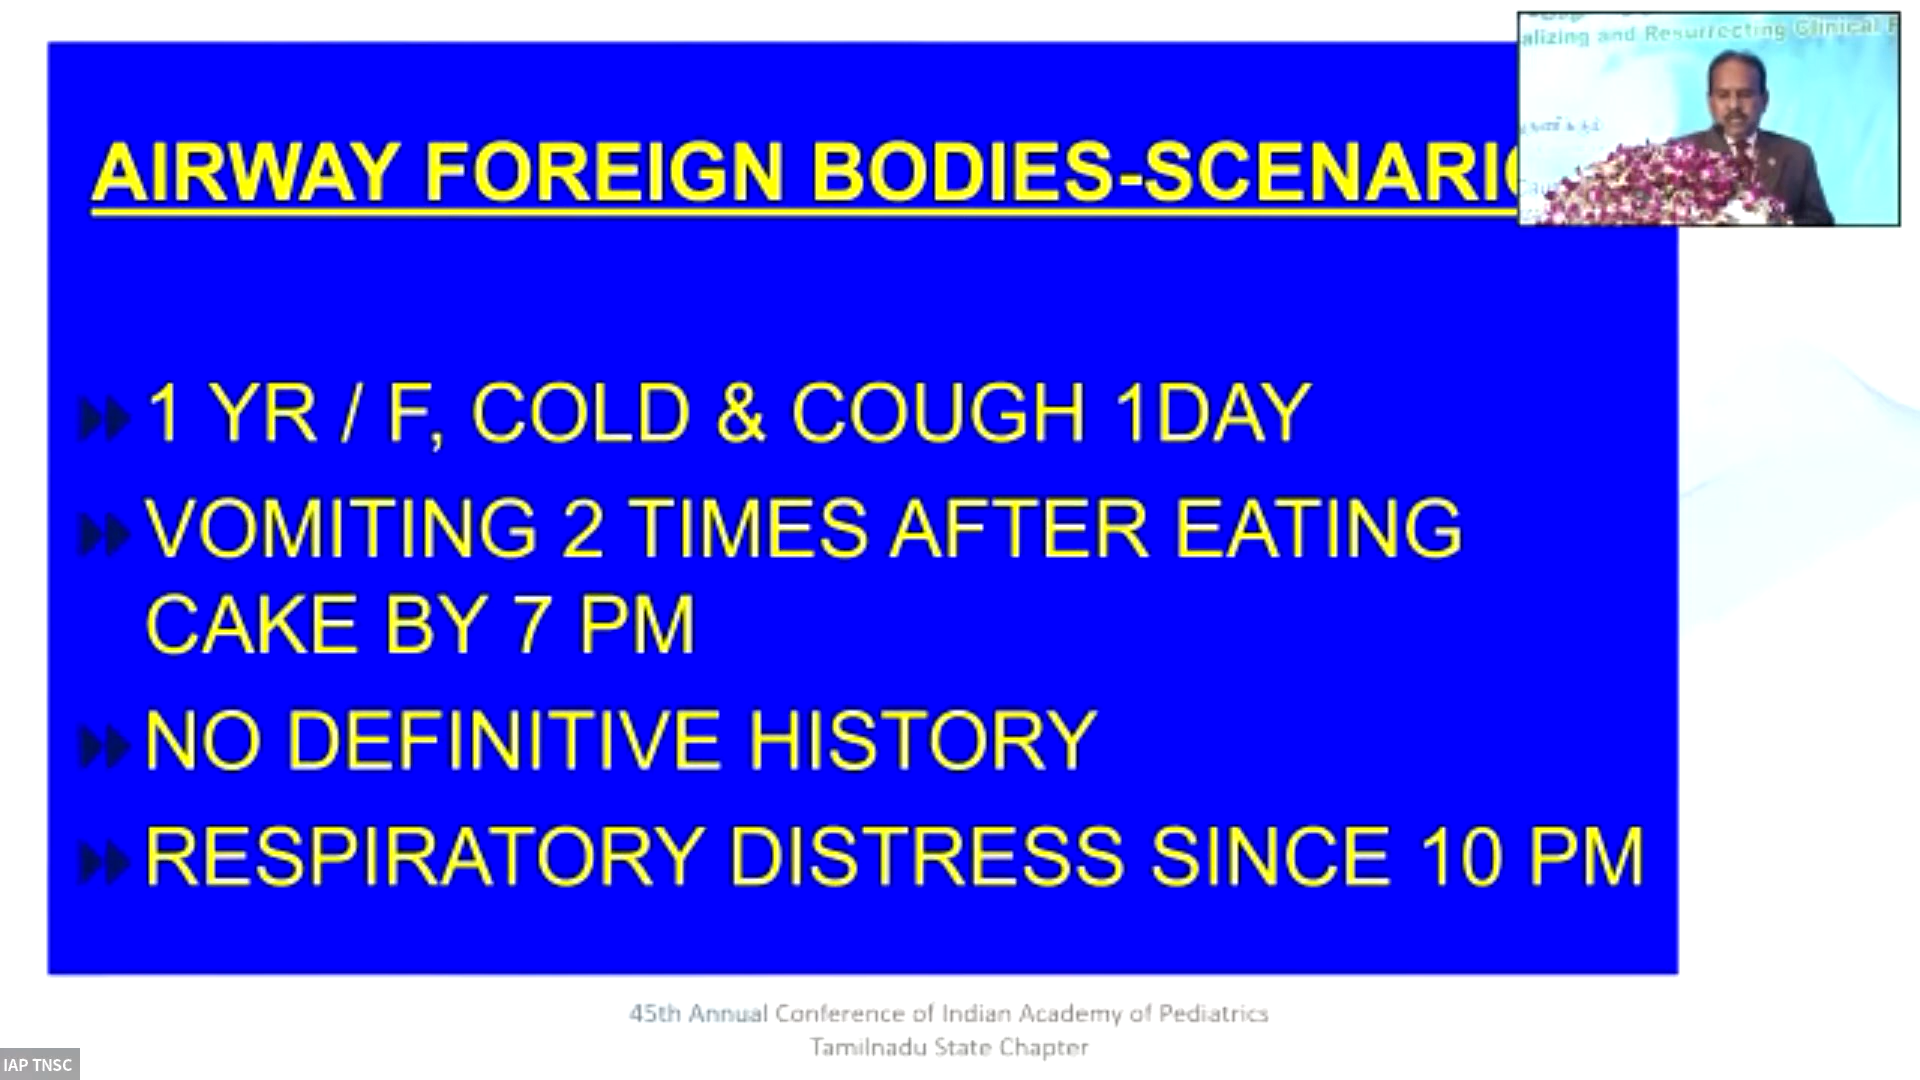 AIRWAY FOREIGN BODIES-SCENARIO
alizing and Resurrecting Clinical
1 YR / F, COLD & COUGH 1DAY
VOMITING 2 TIMES AFTER EATING
CAKE BY 7 PM
NO DEFINITIVE HISTORY
RESPIRATORY DISTRESS SINCE 10 PM
45th Annual Conference of Indian Academy of Pediatrics
Tamilnadu State Chapter
IAP TNSC